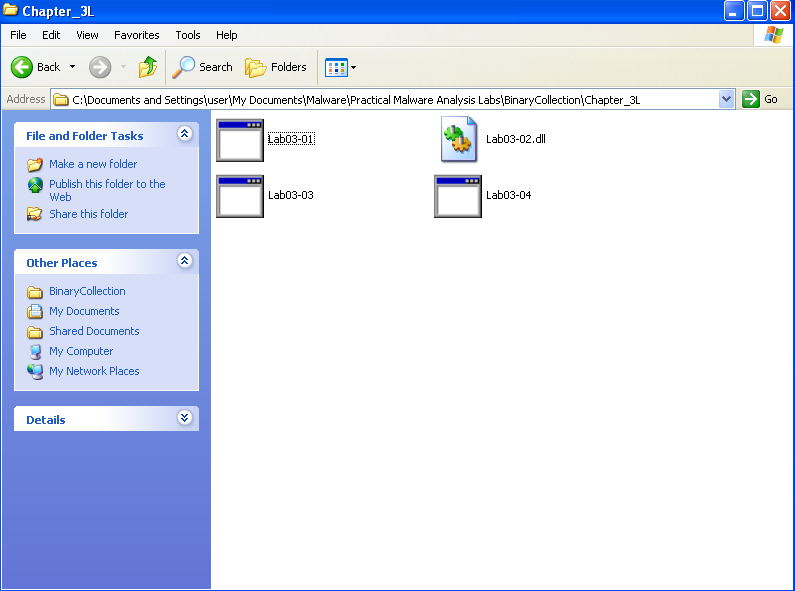 Chapter_3L
File Edit View Favorites Tools Help
Back Search Folders
Address C:\Documents and Settings\user\My Documents\Malware\Practical Malware Analysis Labs\BinaryCollection\Chapter_3L Go
File and Folder Tasks
Make a new folder
Publish this folder to the
Web
Share this folder
Other Places
BinaryCollection
My Documents
Shared Documents
My Computer
My Network Places
Details
Lab03-01 Lab03-02.dll
Lab03-03 Lab03-04